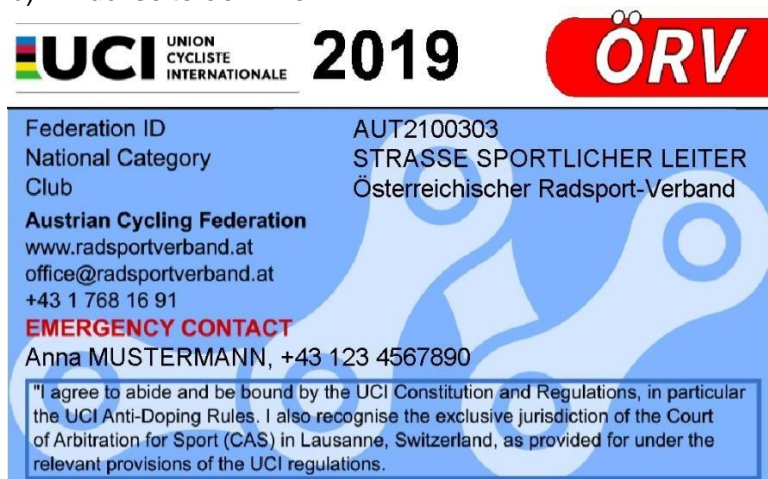 UCI UNION CYCLISTE INTERNATIONALE 2019 ÖRV
Federation ID AUT2100303
National Category STRASSE SPORTLICHER LEITER
Club Österreichischer Radsport-Verband
Austrian Cycling Federation
www.radsportverband.at
office@radsportverband.at
+43 1 768 16 91
EMERGENCY CONTACT
Anna MUSTERMANN, +43 123 4567890
"I agree to abide and be bound by the UCI Constitution and Regulations, in particular
the UCI Anti-Doping Rules. I also recognise the exclusive jurisdiction of the Court
of Arbitration for Sport (CAS) in Lausanne, Switzerland, as provided for under the
relevant provisions of the UCI regulations.